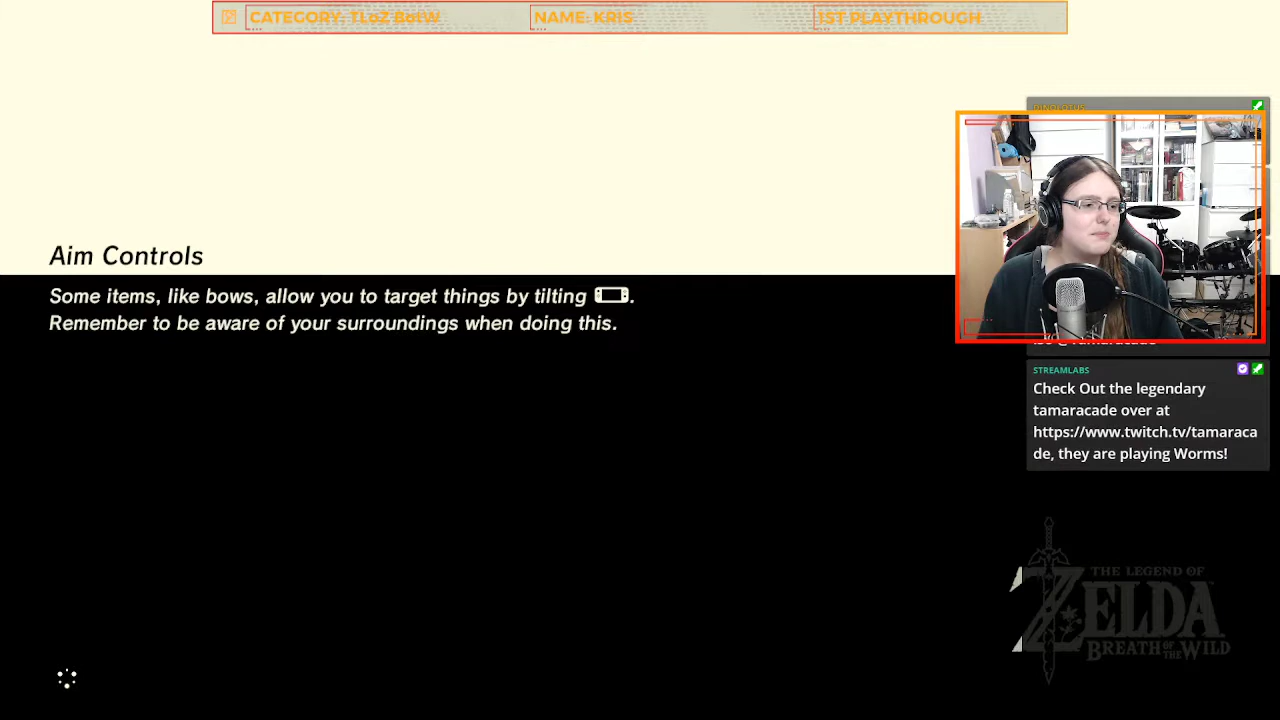 CATEGORY: TLoZ BotW
NAME: KRIS
1ST PLAYTHROUGH
Aim Controls
Some items, like bows, allow you to target things by tilting
Remember to be aware of your surroundings when doing this.
STREAMLABS
Check Out the legendary
tamaracade over at
https://www.twitch.tv/tamaraca
de, they are playing Worms!
THE LEGEND OF
ZELDA
BREATH OF THE WILD